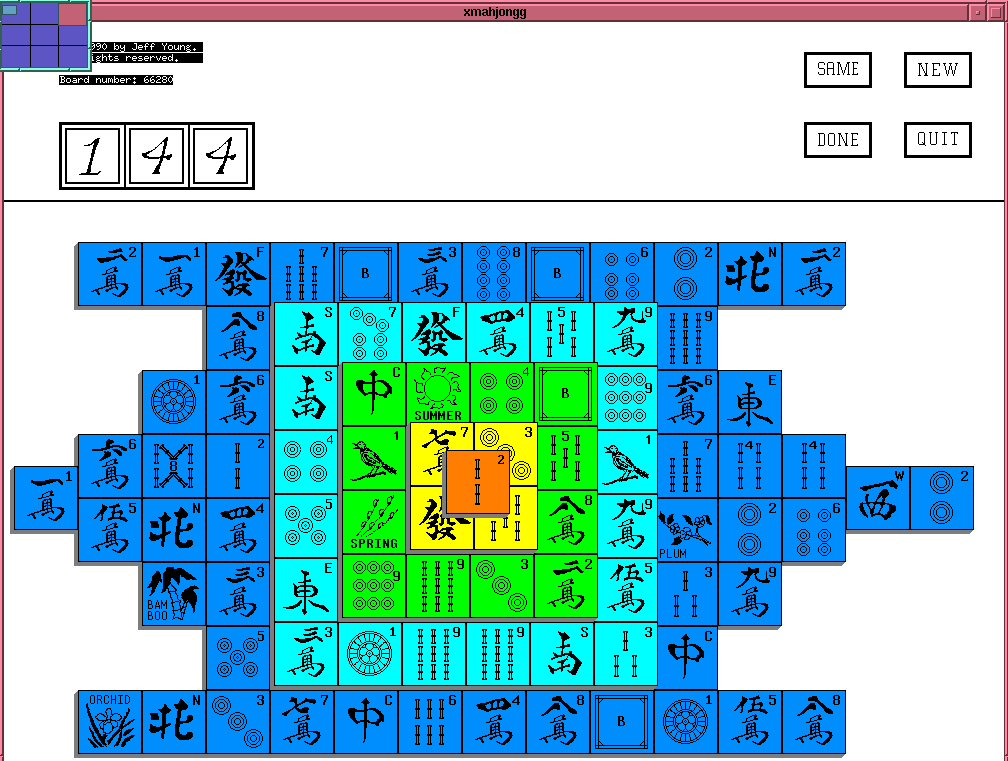 xmahjongg
990 by Jeff Young.
ights reserved.
Board number: 66280
SAME NEW
144
DONE QUIT
二萬 2 一萬 1 發 F 7 B 三萬 3 8 B 6 2 北 N 二萬 2
八萬 8 南 S 7 發 F 四萬 4 5 九萬 9 9
1 六萬 6 南 S 中 C SUMMER 4 B 9 六萬 6 東 E
六萬 6 8 2 4 1 七萬 7 3 5 1 7 4 4
一萬 1 2 西 W 2
伍萬 5 北 N 四萬 4 5 SPRING 發 八萬 8 九萬 9 PLUM 2 6
BAM BOO 三萬 3 東 E 9 9 3 二萬 2 伍萬 5 3 九萬 9
5 三萬 3 1 9 9 南 S 3 中 C
ORCHID 北 N 3 七萬 7 中 C 6 四萬 4 八萬 8 B 1 伍萬 5 八萬 8